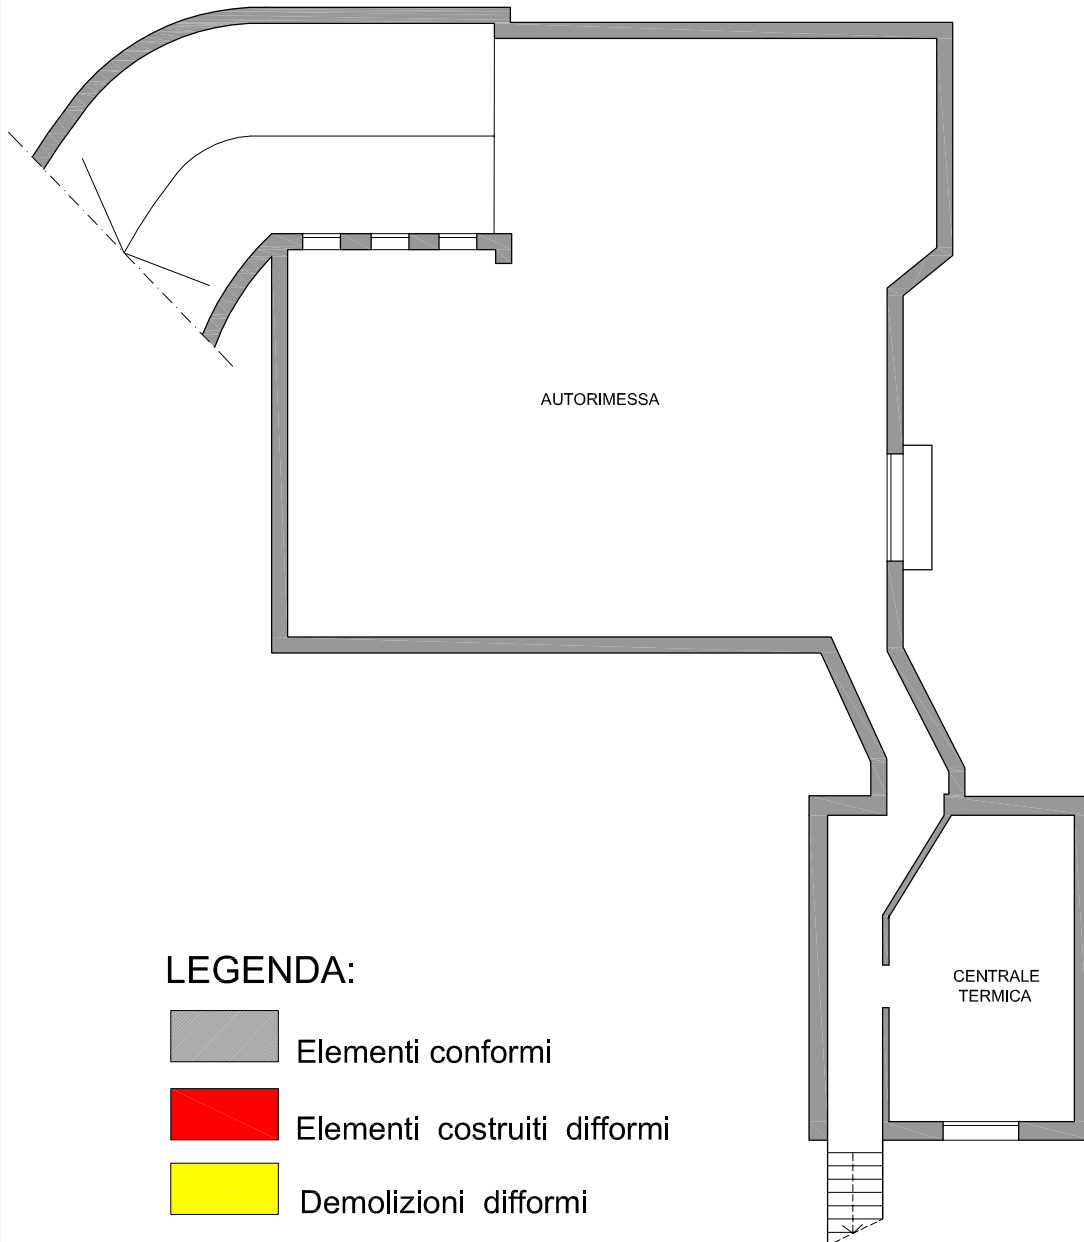 AUTORIMESSA
CENTRALE
TERMICA
LEGENDA:
Elementi conformi
Elementi costruiti difformi
Demolizioni difformi